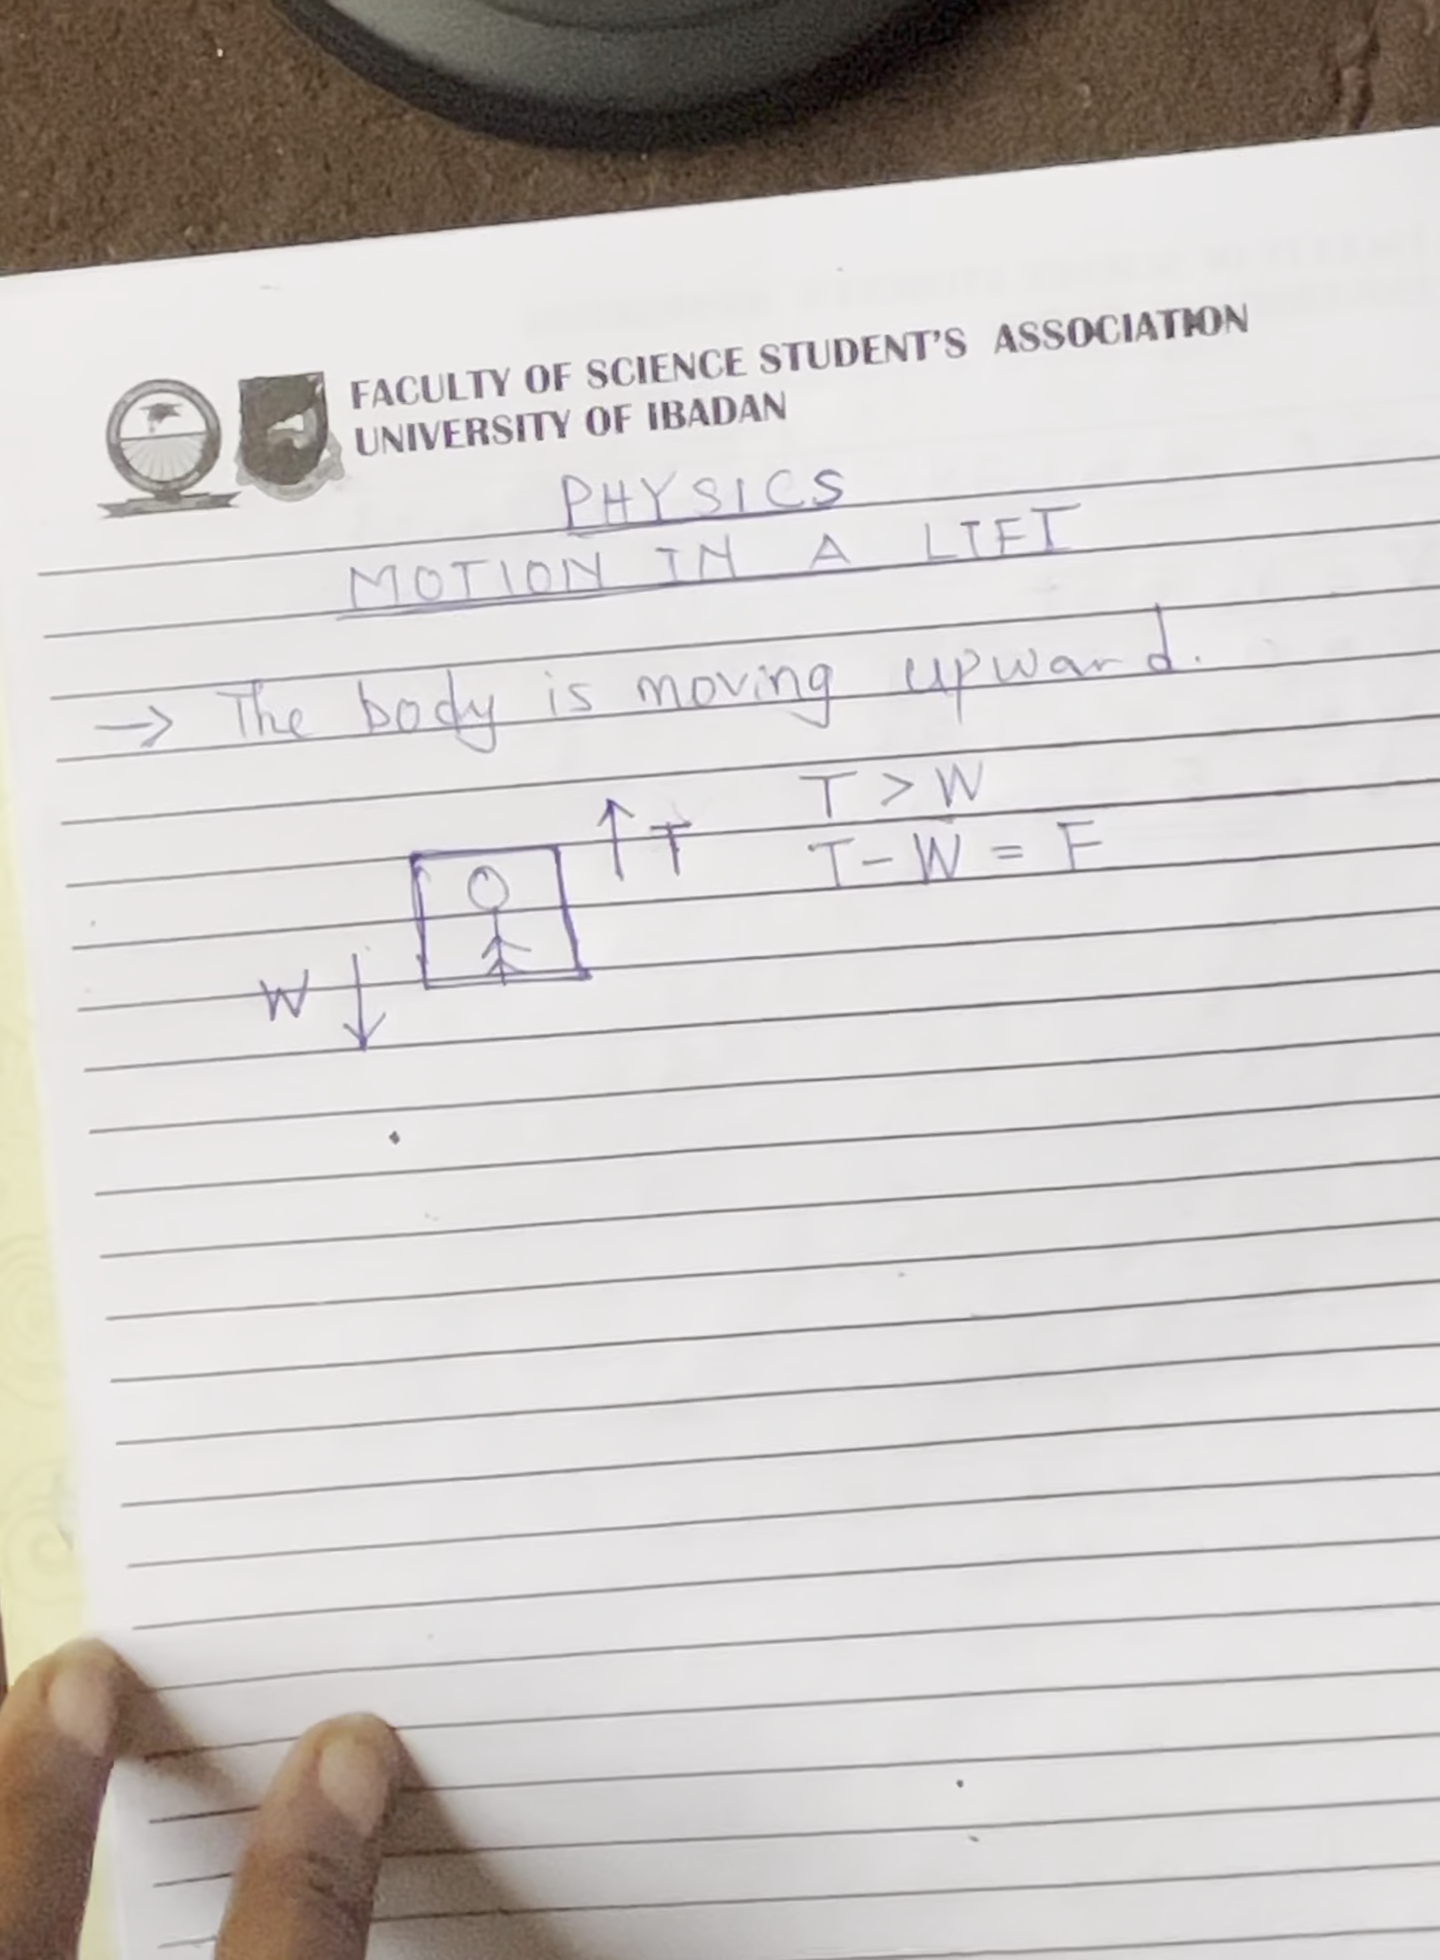 FACULTY OF SCIENCE STUDENT'S ASSOCIATION
UNIVERSITY OF IBADAN
PHYSICS
MOTION IN A LIFT
→ The body is moving upward.
T > W
↑ T
T - W = F
W ↓